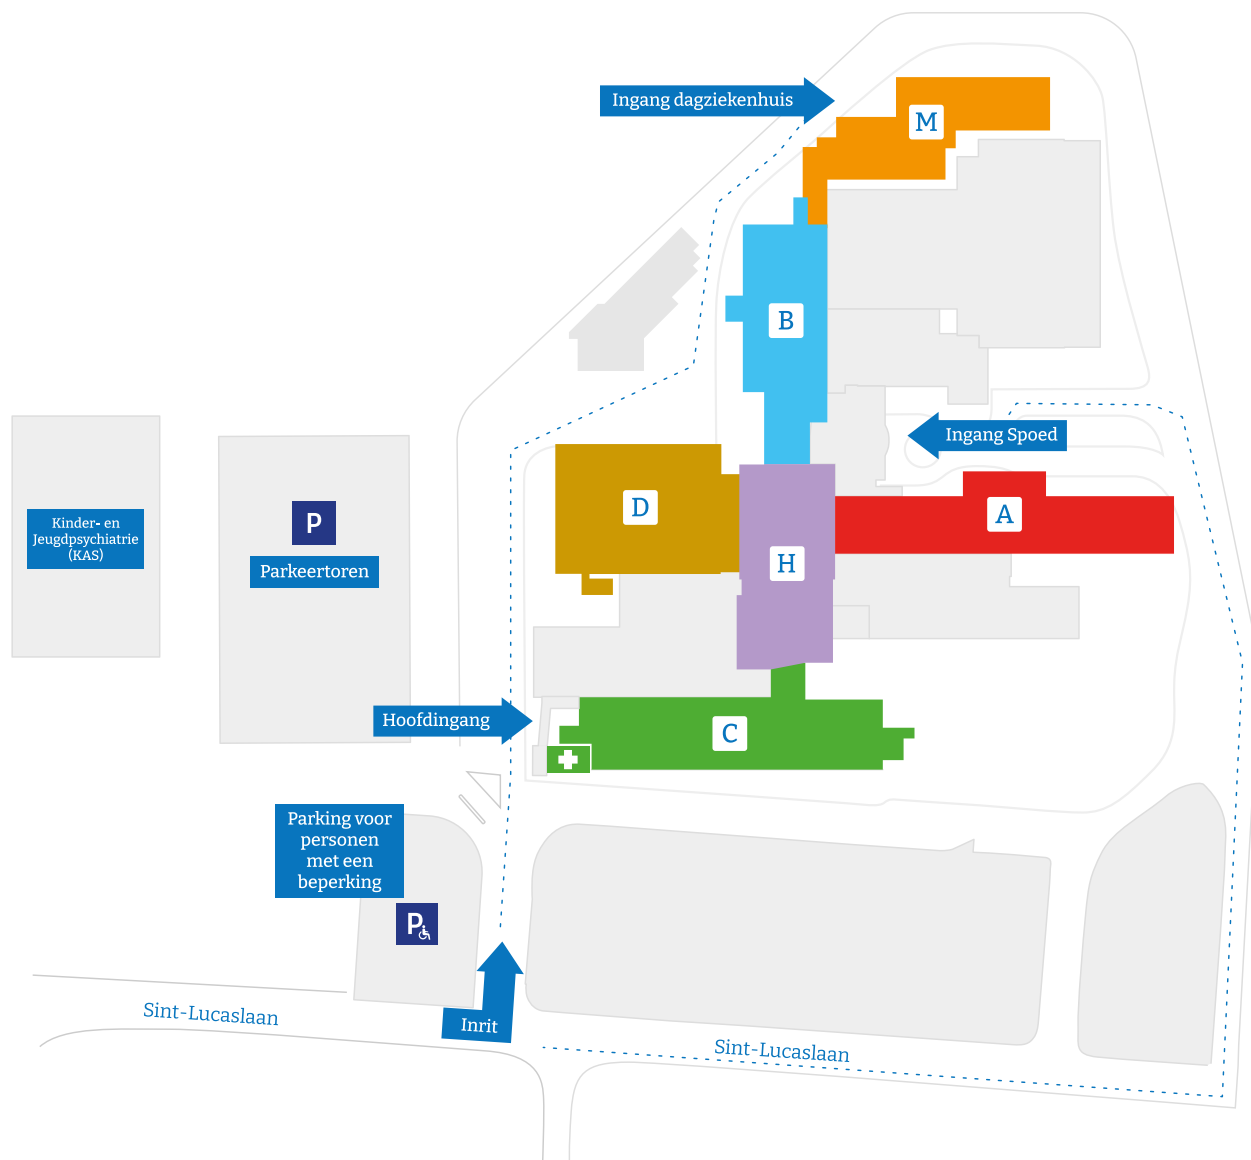 Ingang dagziekenhuis
M
B
Ingang Spoed
D
A
H
Kinder- en
Jeugdpsychiatrie
(KAS)
P
Parkeertoren
Hoofdingang
C
Parking voor
personen
met een
beperking
P
Inrit
Sint-Lucaslaan
Sint-Lucaslaan